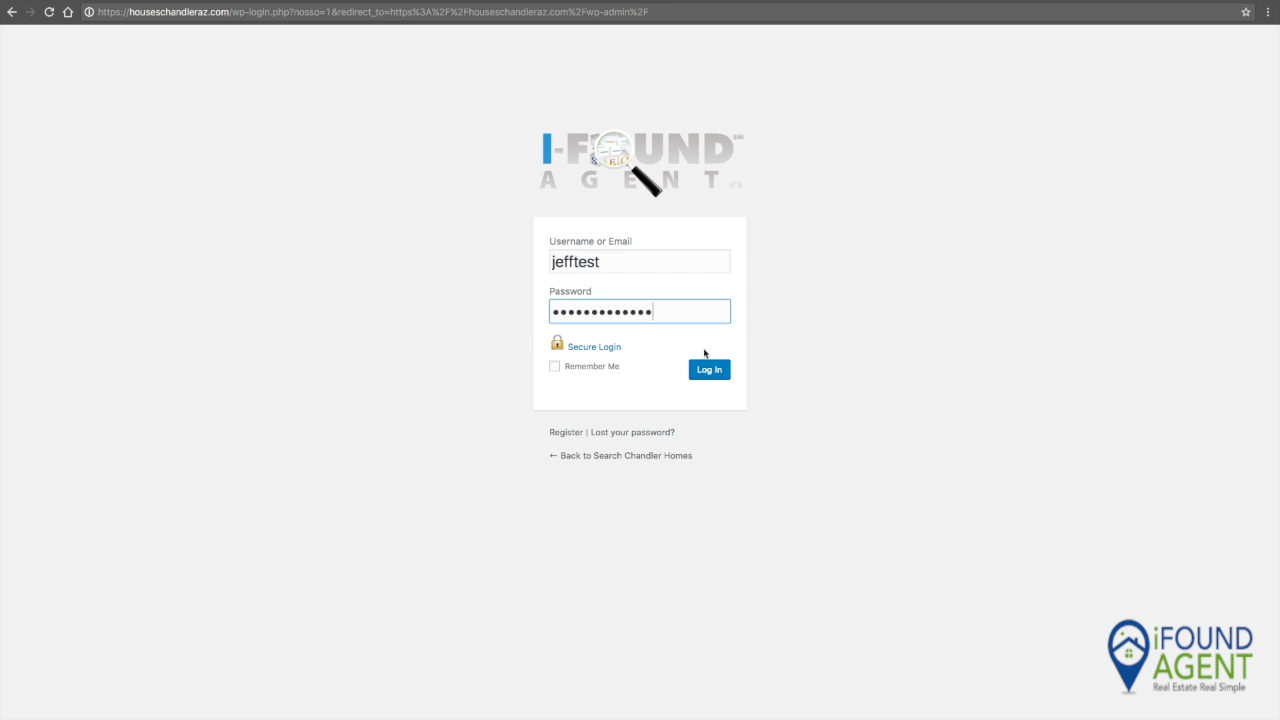 https://houseschandleraz.com/wp-login.php?nosso=1&redirect_to=https%3A%2F%2Fhouseschandleraz.com%2Fwp-admin%2F
I-FOUND SM
AGENT iFX
Username or Email
jefftest
Password
•••••••••••••
Secure Login
Remember Me
Log In
Register | Lost your password?
← Back to Search Chandler Homes
iFOUND
AGENT
Real Estate Real Simple